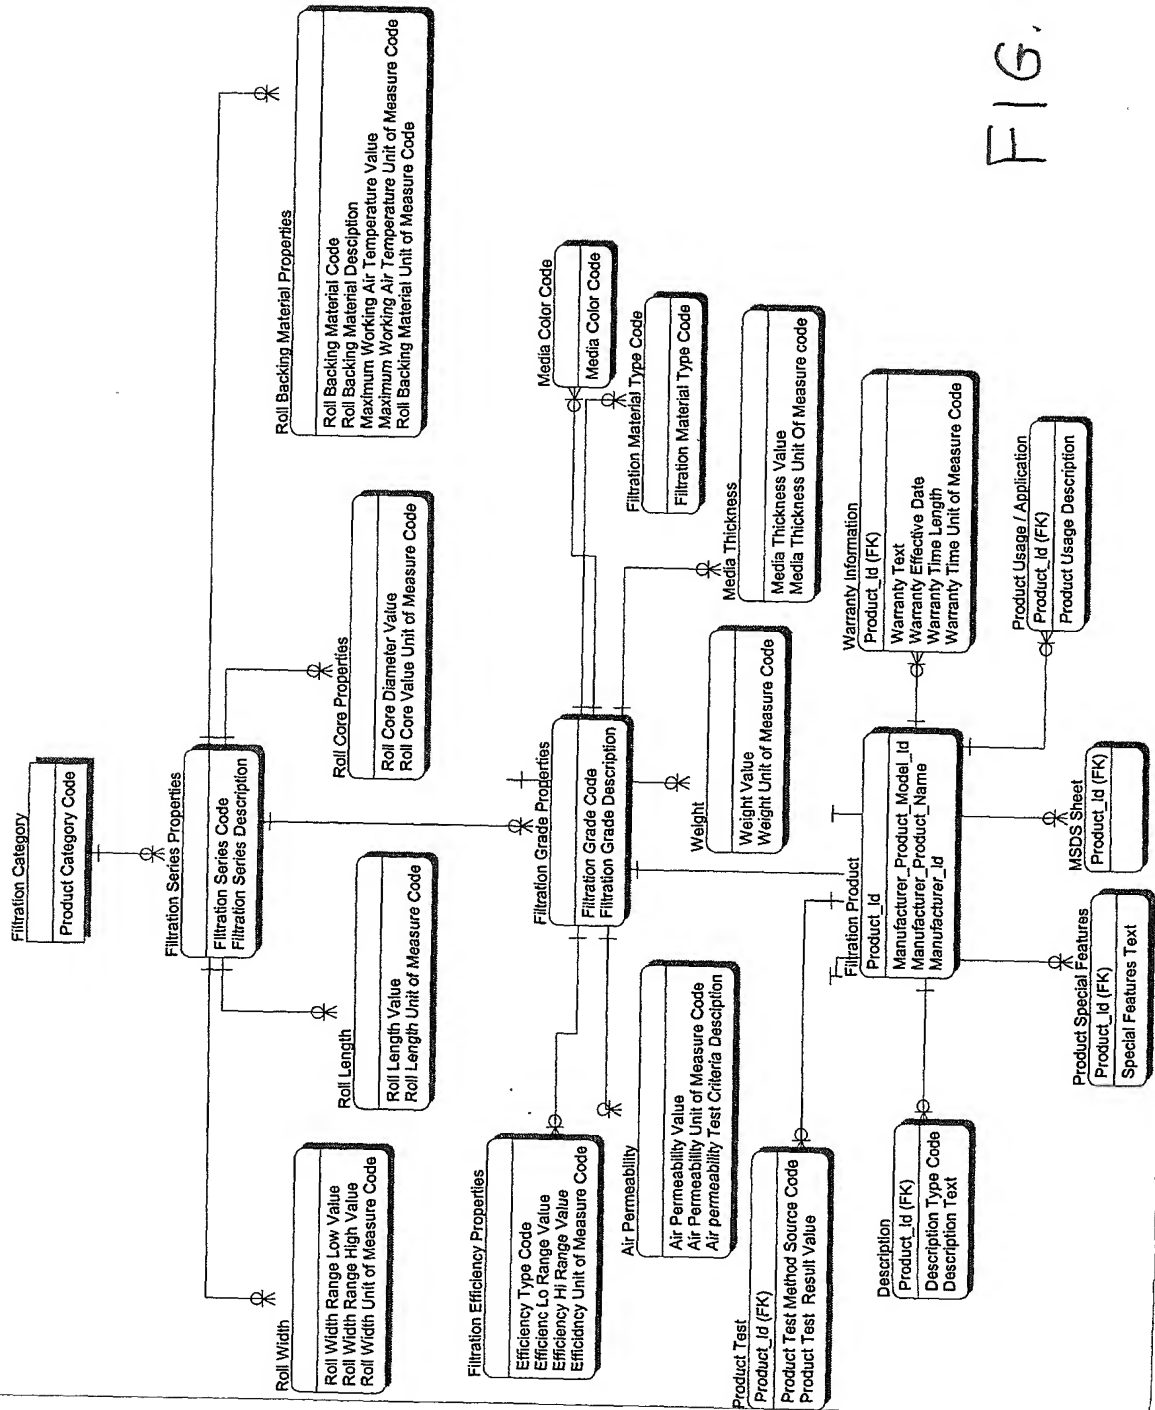 Filtration Category
Product Category Code
Filtration Series Properties
Filtration Series Code
Filtration Series Description
Roll Width
Roll Width Range Low Value
Roll Width Range High Value
Roll Width Unit of Measure Code
Roll Length
Roll Length Value
Roll Length Unit of Measure Code
Roll Core Properties
Roll Core Diameter Value
Roll Core Value Unit of Measure Code
Roll Backing Material Properties
Roll Backing Material Code
Roll Backing Material Desciption
Maximum Working Air Temperature Value
Maximum Working Air Temperature Unit of Measure Code
Roll Backing Material Unit of Measure Code
Filtration Efficiency Properties
Efficiency Type Code
Efficienc Lo Range Value
Efficiency Hi Range Value
Efficidncy Unit of Measure Code
Filtration Grade Properties
Filtration Grade Code
Filtration Grade Description
Media Color Code
Media Color Code
Filtration Material Type Code
Filtration Material Type Code
Air Permeability
Air Permeability Value
Air Permeability Unit of Measure Code
Air permeability Test Criteria Desciption
Weight
Weight Value
Weight Unit of Measure Code
Media Thickness
Media Thickness Value
Media Thickness Unit Of Measure code
Product Test
Product_Id (FK)
Product Test Method Source Code
Product Test Result Value
Filtration Product
Product_Id
Manufacturer_Product_Model_Id
Manufacturer_Product_Name
Manufacturer_Id
Warranty Information
Product_Id (FK)
Warranty Text
Warranty Effective Date
Warranty Time Length
Warranty Time Unit of Measure Code
Description
Product_Id (FK)
Description Type Code
Description Text
Product Special Features
Product_Id (FK)
Special Features Text
MSDS Sheet
Product_Id (FK)
Product Usage / Application
Product_Id (FK)
Product Usage Description
FIG.